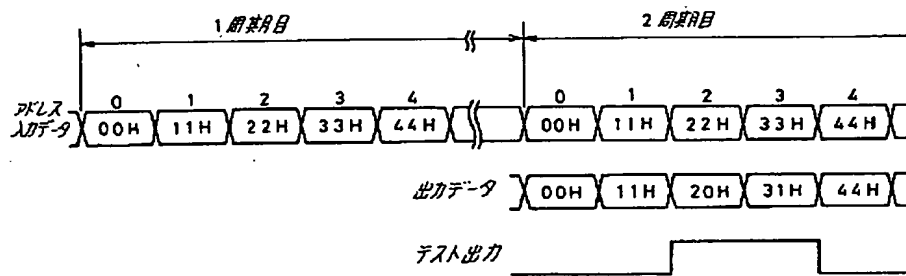 1周期目
2周期目
0 1 2 3 4 0 1 2 3 4
アドレス
入力データ 00H 11H 22H 33H 44H 00H 11H 22H 33H 44H
出力データ 00H 11H 20H 31H 44H
テスト出力